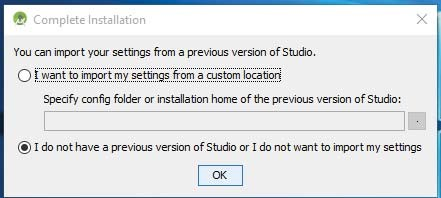 Complete Installation
You can import your settings from a previous version of Studio.
I want to import my settings from a custom location
Specify config folder or installation home of the previous version of Studio:
.
I do not have a previous version of Studio or I do not want to import my settings
OK